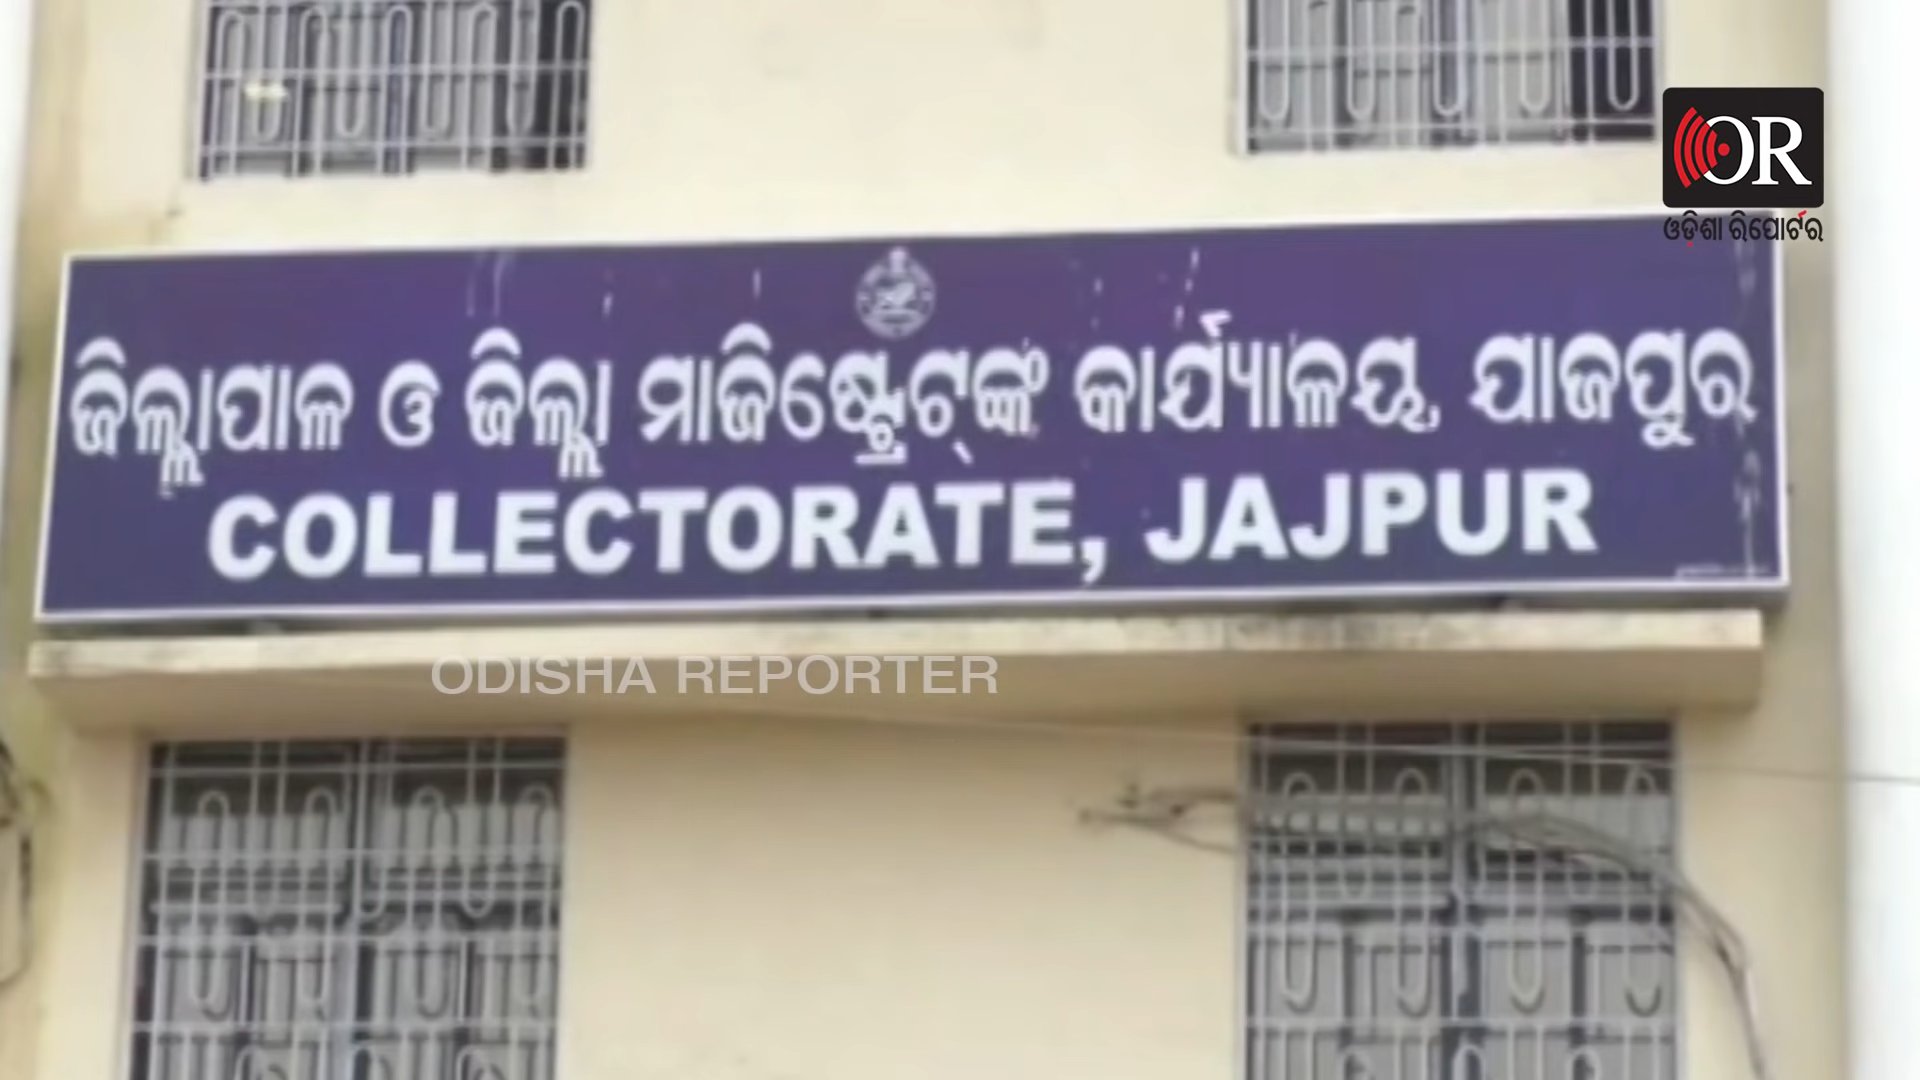 OR
ଓଡ଼ିଶା ରିପୋର୍ଟର
ଜିଲ୍ଲାପାଳ ଓ ଜିଲ୍ଲା ମାଜିଷ୍ଟ୍ରେଟ୍‌ଙ୍କ କାର୍ଯ୍ୟାଳୟ, ଯାଜପୁର
COLLECTORATE, JAJPUR
ODISHA REPORTER